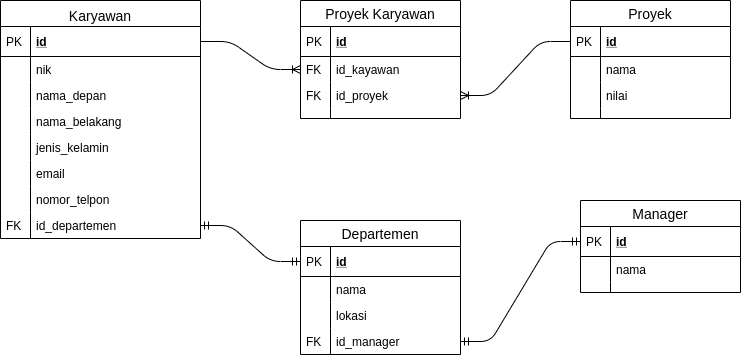 Karyawan
PK id
nik
nama_depan
nama_belakang
jenis_kelamin
email
nomor_telpon
FK id_departemen
Proyek Karyawan
PK id
FK id_kayawan
FK id_proyek
Proyek
PK id
nama
nilai
Departemen
PK id
nama
lokasi
FK id_manager
Manager
PK id
nama